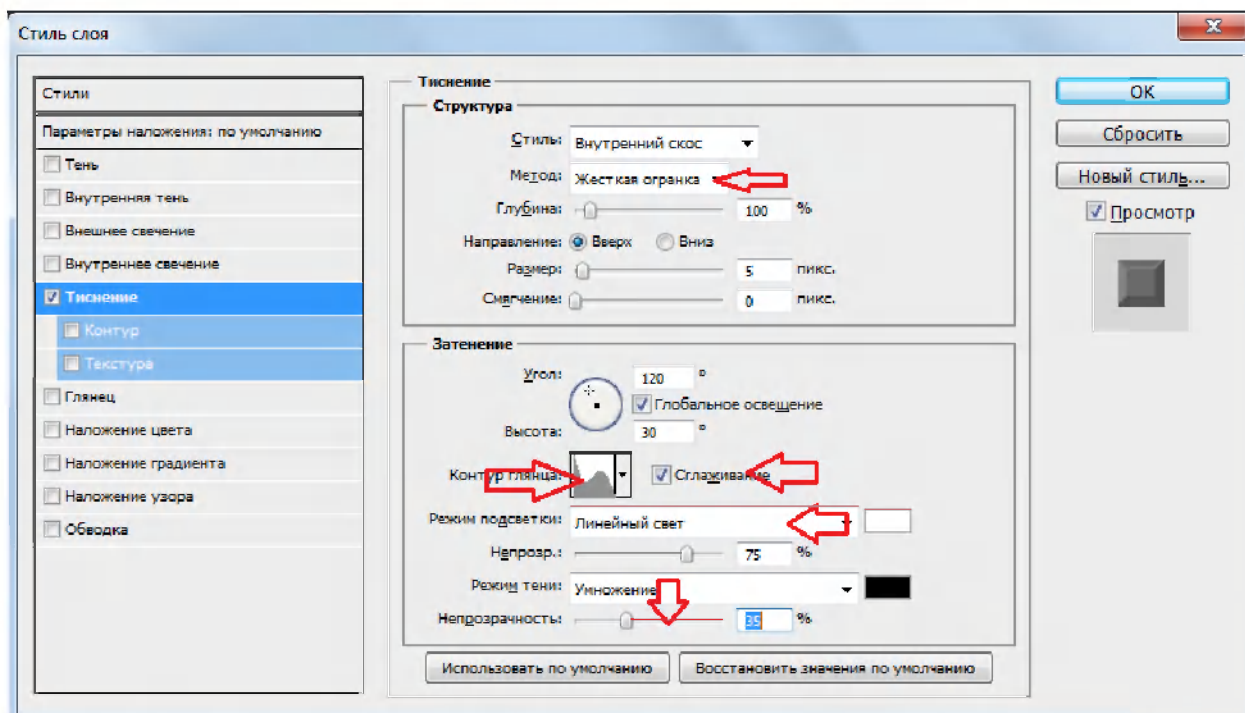 Стиль слоя
Стили
Параметры наложения: по умолчанию
Тень
Внутренняя тень
Внешнее свечение
Внутреннее свечение
Тиснение
Контур
Текстура
Глянец
Наложение цвета
Наложение градиента
Наложение узора
Обводка
Тиснение
Структура
Стиль: Внутренний скос
Метод: Жесткая огранка
Глубина: 100 %
Направление: Вверх Вниз
Размер: 5 пикс.
Смягчение: 0 пикс.
Затенение
Угол: 120 °
Глобальное освещение
Высота: 30 °
Контур глянца: Сглаживание
Режим подсветки: Линейный свет
Непрозр.: 75 %
Режим тени: Умножение
Непрозрачность: 35 %
Использовать по умолчанию Восстановить значения по умолчанию
OK
Сбросить
Новый стиль...
Просмотр